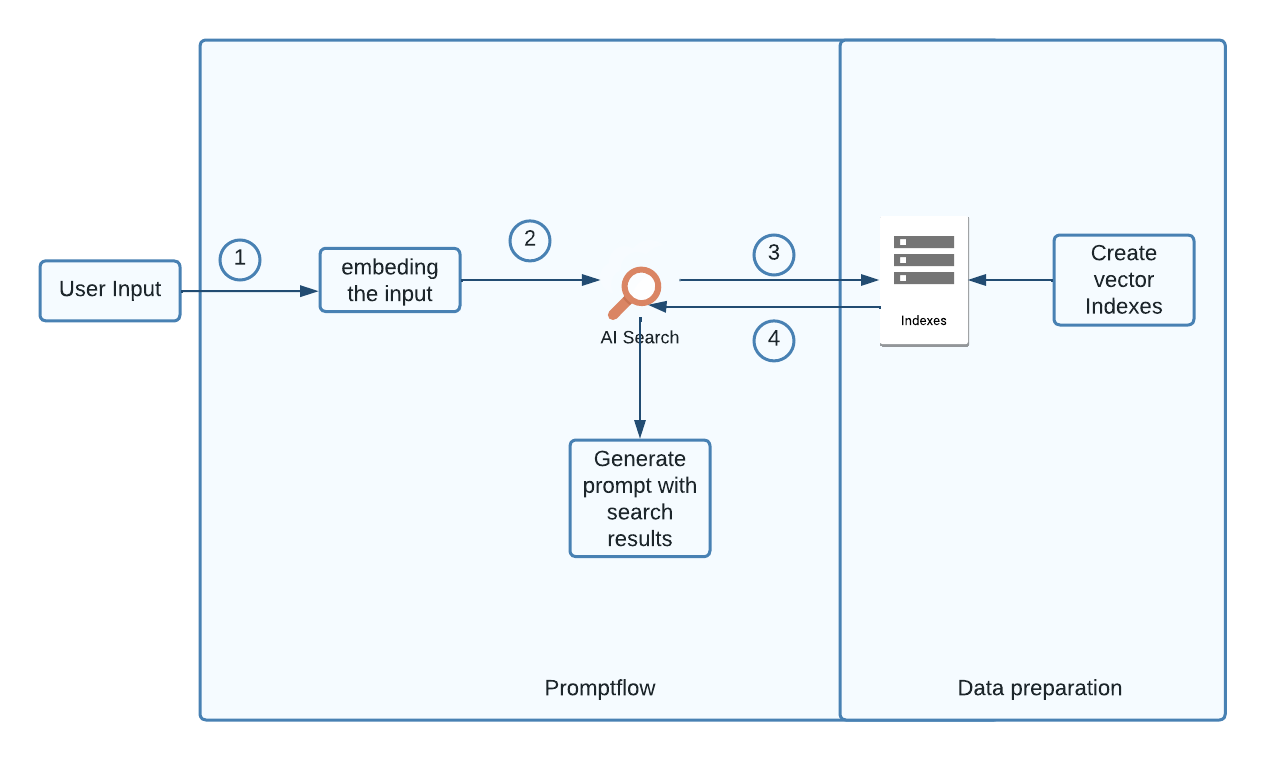 User Input
1
embeding
the input
2
AI Search
3
4
Indexes
Create
vector
Indexes
Generate
prompt with
search
results
Promptflow
Data preparation